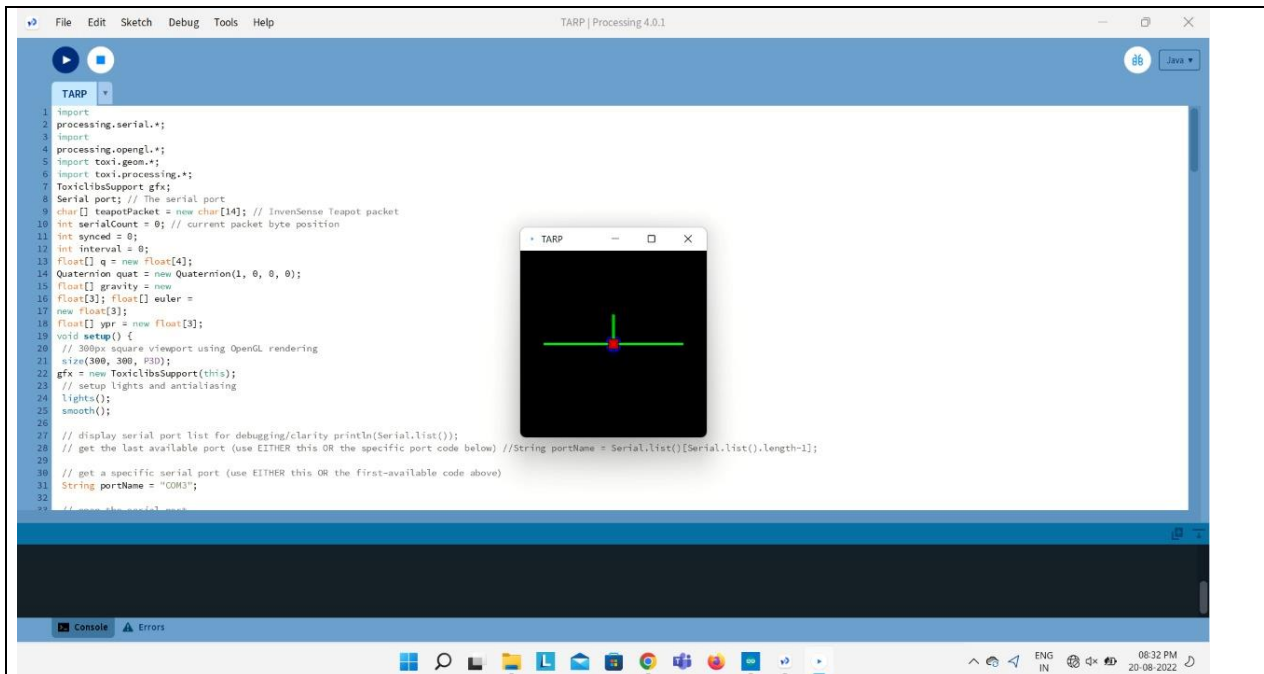 File Edit Sketch Debug Tools Help
TARP | Processing 4.0.1
Java
TARP
1 import
2 processing.serial.*;
3 import
4 processing.opengl.*;
5 import toxi.geom.*;
6 import toxi.processing.*;
7 ToxiclibsSupport gfx;
8 Serial port; // The serial port
9 char[] teapotPacket = new char[14]; // InvenSense Teapot packet
10 int serialCount = 0; // current packet byte position
11 int synced = 0;
12 int interval = 0;
13 float[] q = new float[4];
14 Quaternion quat = new Quaternion(1, 0, 0, 0);
15 float[] gravity = new
16 float[3]; float[] euler =
17 new float[3];
18 float[] ypr = new float[3];
19 void setup() {
20 // 300px square viewport using OpenGL rendering
21 size(300, 300, P3D);
22 gfx = new ToxiclibsSupport(this);
23 // setup lights and antialiasing
24 lights();
25 smooth();
26
27 // display serial port list for debugging/clarity println(Serial.list());
28 // get the last available port (use EITHER this OR the specific port code below) //String portName = Serial.list()[Serial.list().length-1];
29
30 // get a specific serial port (use EITHER this OR the first-available code above)
31 String portName = "COM3";
32
TARP
Console Errors
ENG
IN
08:32 PM
20-08-2022